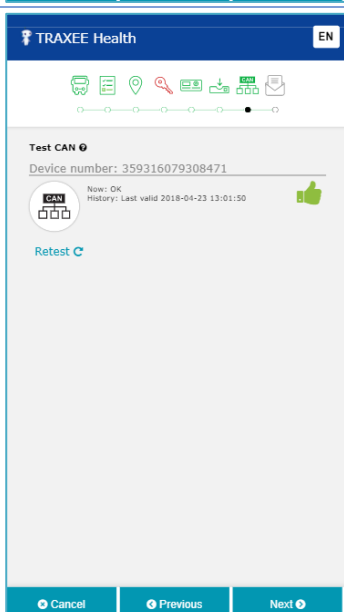 TRAXEE Health
EN
CAN
Test CAN
Device number: 359316079308471
CAN
Now: OK
History: Last valid 2018-04-23 13:01:50
Retest
Cancel
Previous
Next